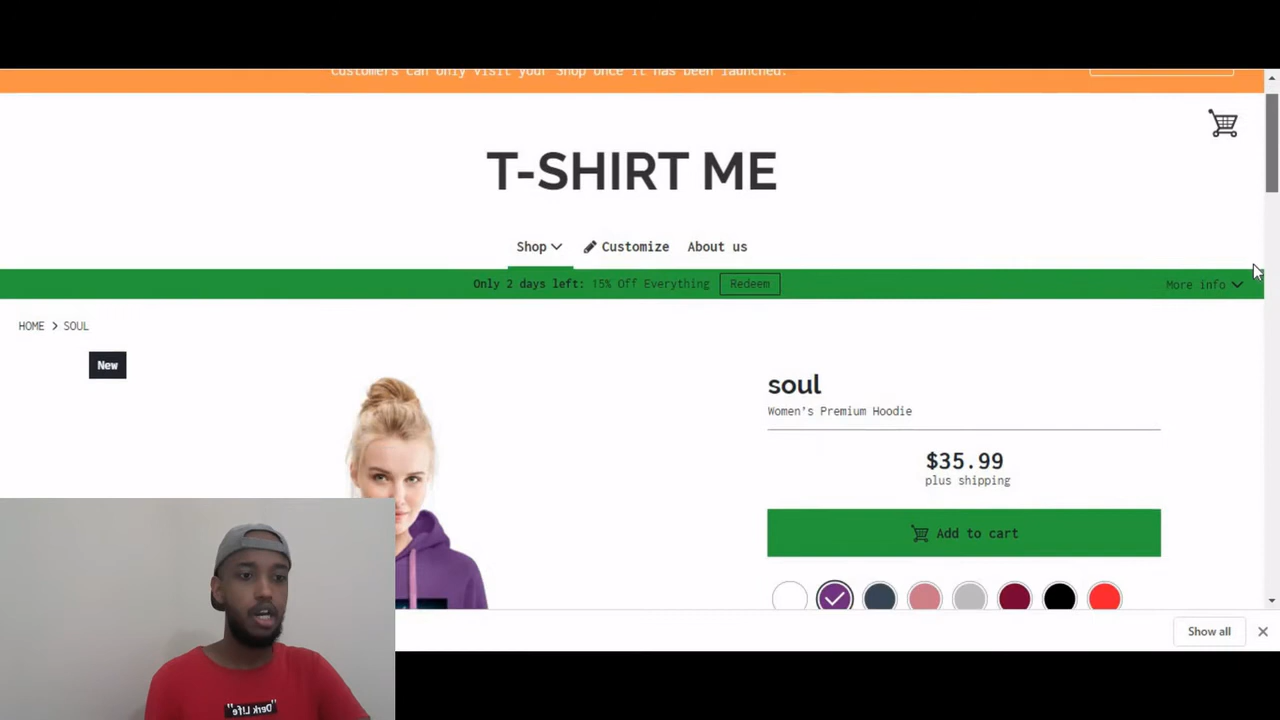 Customers can only visit your Shop once it has been launched.
T-SHIRT ME
Shop
Customize
About us
Only 2 days left: 15% Off Everything
Redeem
More info
HOME > SOUL
New
soul
Women's Premium Hoodie
$35.99
plus shipping
Add to cart
Show all
"Derk Life"